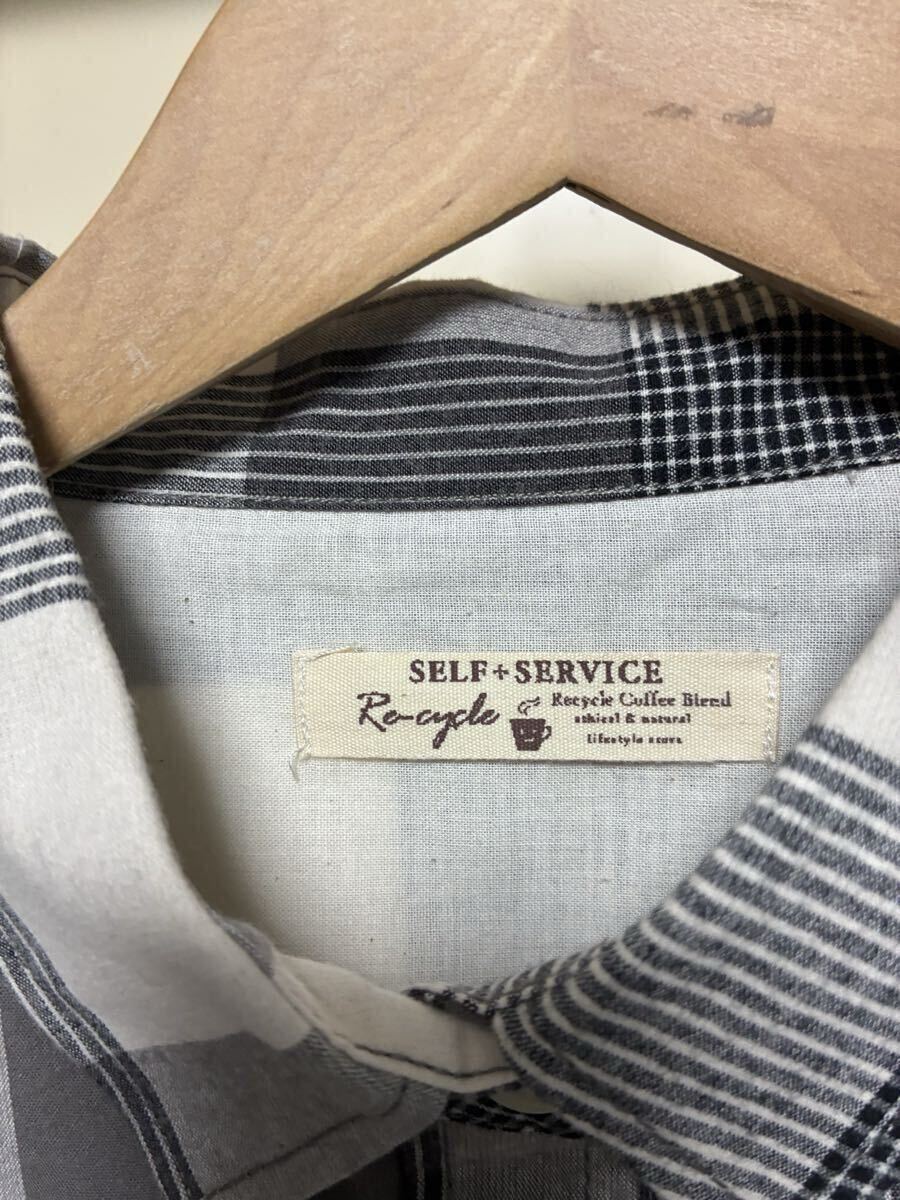 SELF+SERVICE
Re-cycle
Recycle Coffee Blend
ethical & natural
lifestyle store